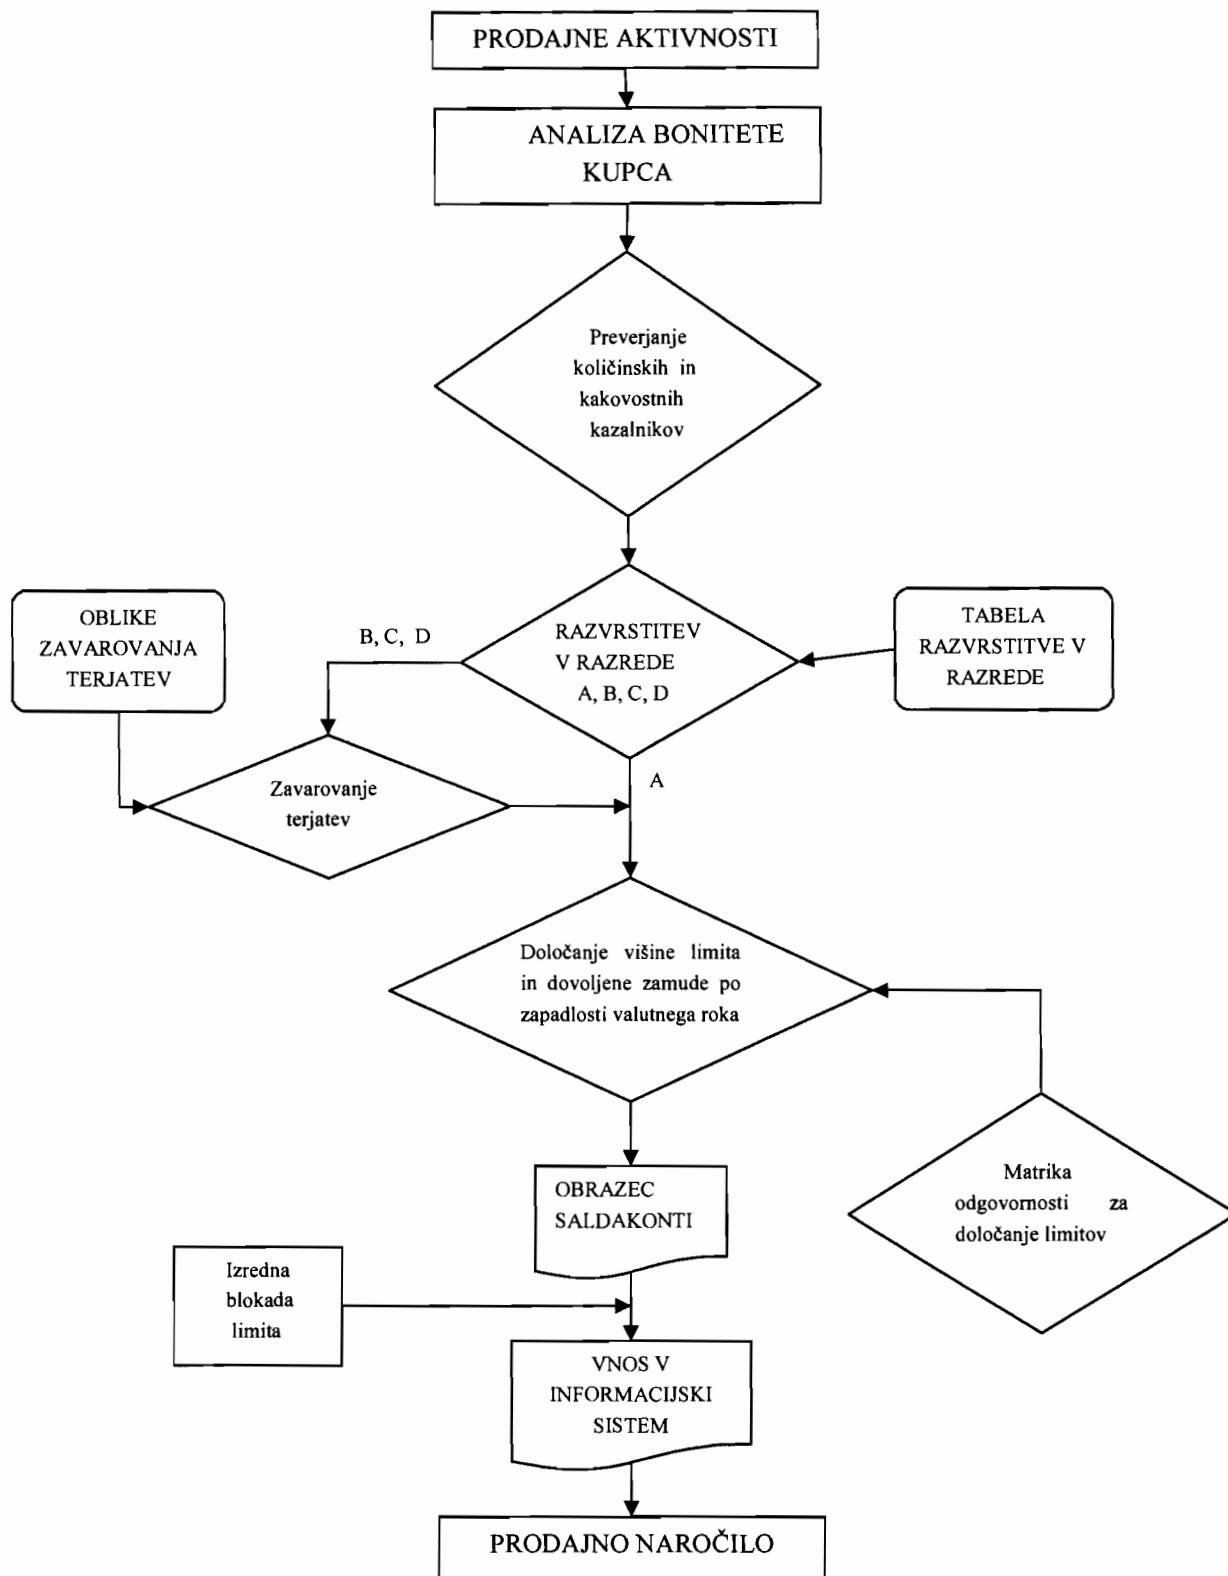 PRODAJNE AKTIVNOSTI
ANALIZA BONITETE
KUPCA
Preverjanje
količinskih in
kakovostnih
kazalnikov
OBLIKE
ZAVAROVANJA
TERJATEV
B, C, D
RAZVRSTITEV
V RAZREDE
A, B, C, D
TABELA
RAZVRSTITVE V
RAZREDE
A
Zavarovanje
terjatev
Določanje višine limita
in dovoljene zamude po
zapadlosti valutnega roka
Matrika
odgovornosti za
določanje limitov
OBRAZEC
SALDAKONTI
Izredna
blokada
limita
VNOS V
INFORMACIJSKI
SISTEM
PRODAJNO NAROČILO